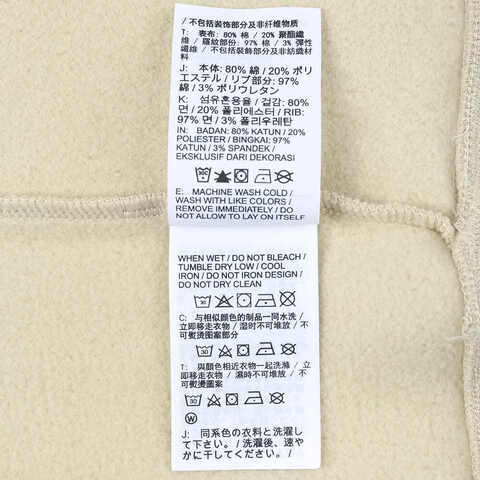 / 不包括装饰部分及非纤维物质
T: 表布: 80% 棉 / 20% 聚酯纖
維 / 羅紋部份: 97% 棉 / 3% 彈性
纖維 / 不包括裝飾部分及非紡織材
料
J: 本体: 80% 綿 / 20% ポリ
エステル / リブ部分: 97%
綿 / 3% ポリウレタン
K: 섬유혼용율 / 겉감: 80%
면 / 20% 폴리에스터 / RIB:
97% 면 / 3% 폴리우레탄
IN: BADAN: 80% KATUN / 20%
POLIESTER / BINGKAI: 97%
KATUN / 3% SPANDEK /
EKSKLUSIF DARI DEKORASI
E: MACHINE WASH COLD /
WASH WITH LIKE COLORS /
REMOVE IMMEDIATELY / DO
NOT ALLOW TO LAY ON ITSELF
WHEN WET / DO NOT BLEACH /
TUMBLE DRY LOW / COOL
IRON / DO NOT IRON DESIGN /
DO NOT DRY CLEAN
30
C: 与相似颜色的制品一同水洗 /
立即移走衣物 / 湿时不可堆放 / 不
可熨烫图案部分
30
T: 與顏色相近衣物一起洗滌 /
立即移走衣物 / 濕時不可堆放 / 不
可熨燙圖案
30
W
J: 同系色の衣料と洗濯し
て下さい。/ 洗濯後、速や
かに干してください。/